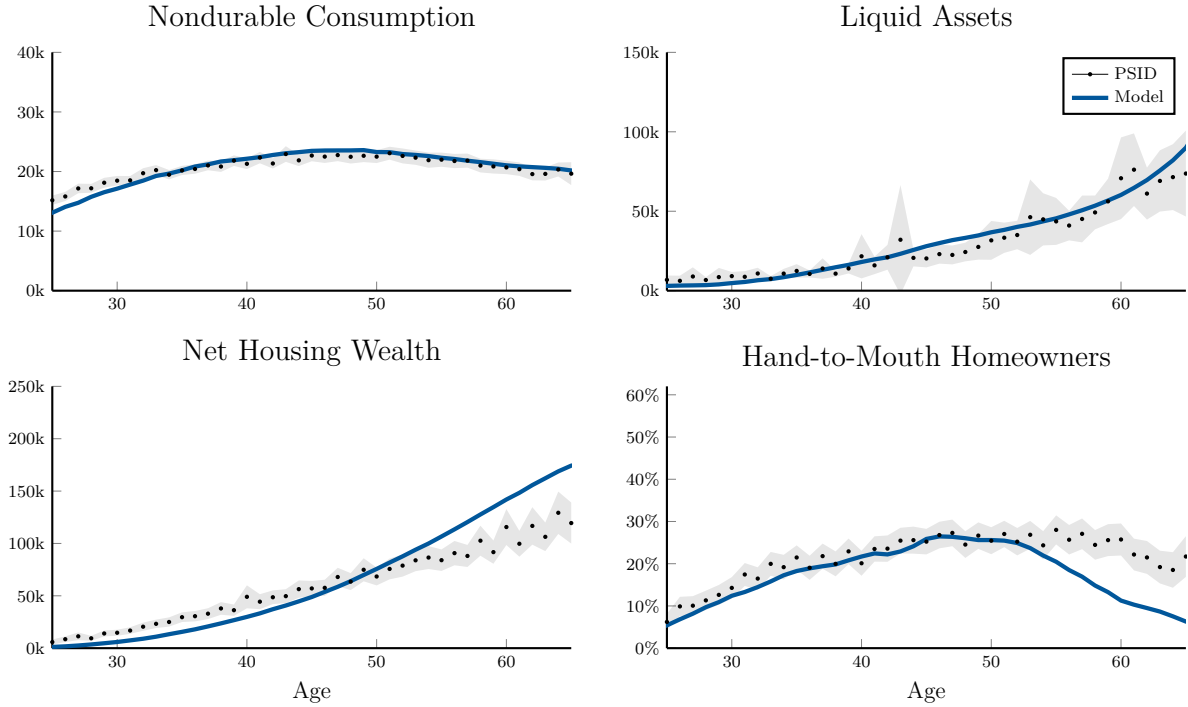 Nondurable Consumption
40k
30k
20k
10k
0k
30
40
50
60
Liquid Assets
150k
100k
50k
0k
30
40
50
60
PSID
Model
Net Housing Wealth
250k
200k
150k
100k
50k
0k
30
40
50
60
Age
Hand-to-Mouth Homeowners
60%
50%
40%
30%
20%
10%
0%
30
40
50
60
Age